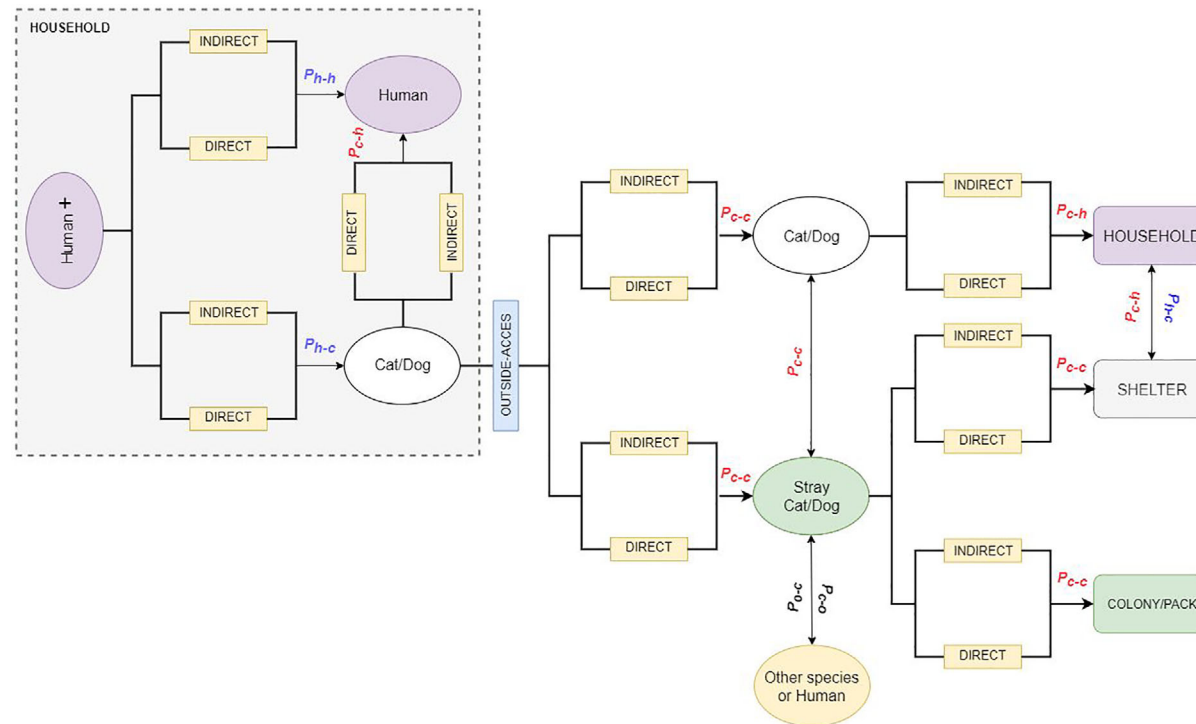 HOUSEHOLD
INDIRECT
Ph-h
Human
DIRECT
Pc-h
Human +
DIRECT
INDIRECT
INDIRECT
Ph-c
Cat/Dog
DIRECT
OUTSIDE-ACCES
INDIRECT
Pc-c
Cat/Dog
DIRECT
INDIRECT
Pc-h
HOUSEHOLD
DIRECT
Pc-c
Pc-h
Ph-c
INDIRECT
Pc-c
SHELTER
DIRECT
INDIRECT
Pc-c
Stray
Cat/Dog
DIRECT
INDIRECT
Pc-c
COLONY/PACK
DIRECT
Po-c
Pc-o
Other species
or Human